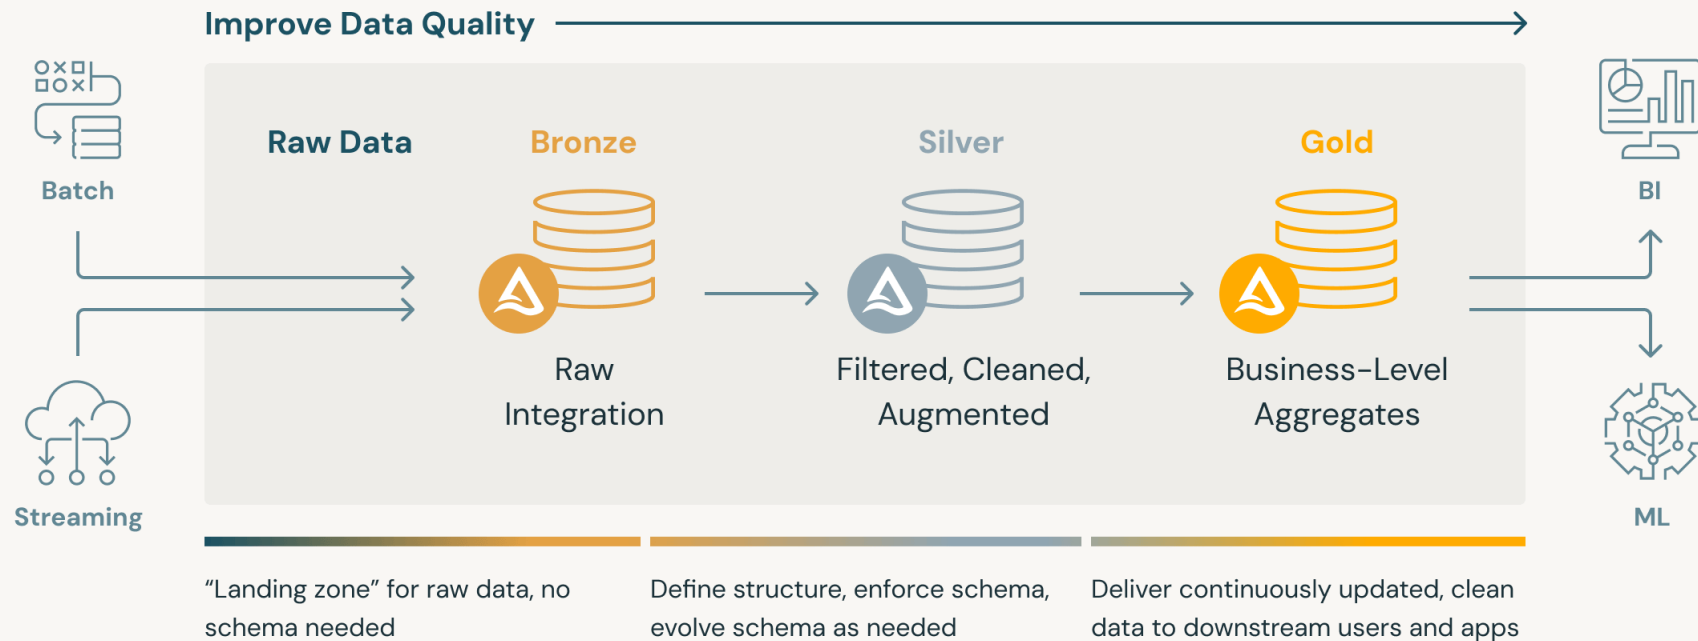 Improve Data Quality
Batch
Streaming
Raw Data
Bronze
Raw
Integration
Silver
Filtered, Cleaned,
Augmented
Gold
Business-Level
Aggregates
BI
ML
“Landing zone” for raw data, no
schema needed
Define structure, enforce schema,
evolve schema as needed
Deliver continuously updated, clean
data to downstream users and apps